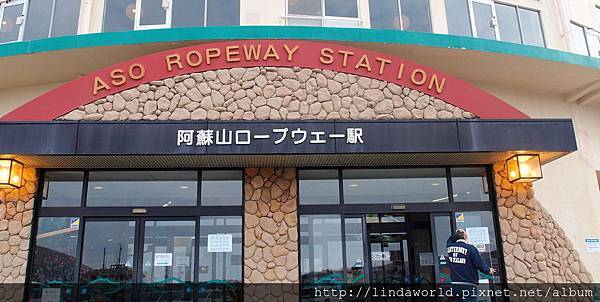 ASO ROPEWAY STATION
阿蘇山ロープウェー駅
http://lindaworld.pixnet.net/album